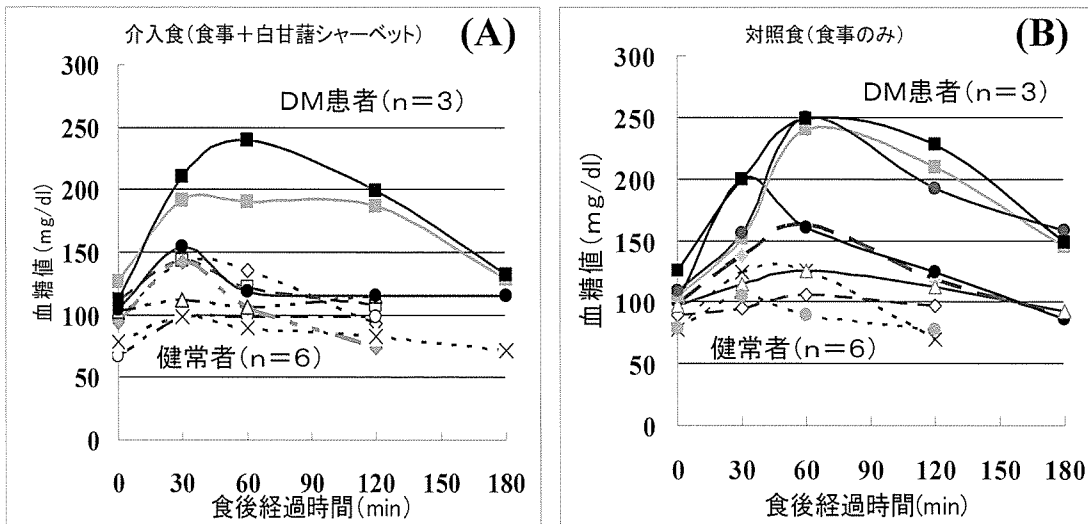 介入食(食事＋白甘藷シャーベット)
(A)
300
250
200
150
100
50
0
血糖値(mg/dl)
DM患者(n＝3)
健常者(n＝6)
0 30 60 90 120 150 180
食後経過時間(min)
対照食(食事のみ)
(B)
300
250
200
150
100
50
0
血糖値(mg/dl)
DM患者(n＝3)
健常者(n＝6)
0 30 60 90 120 150 180
食後経過時間(min)